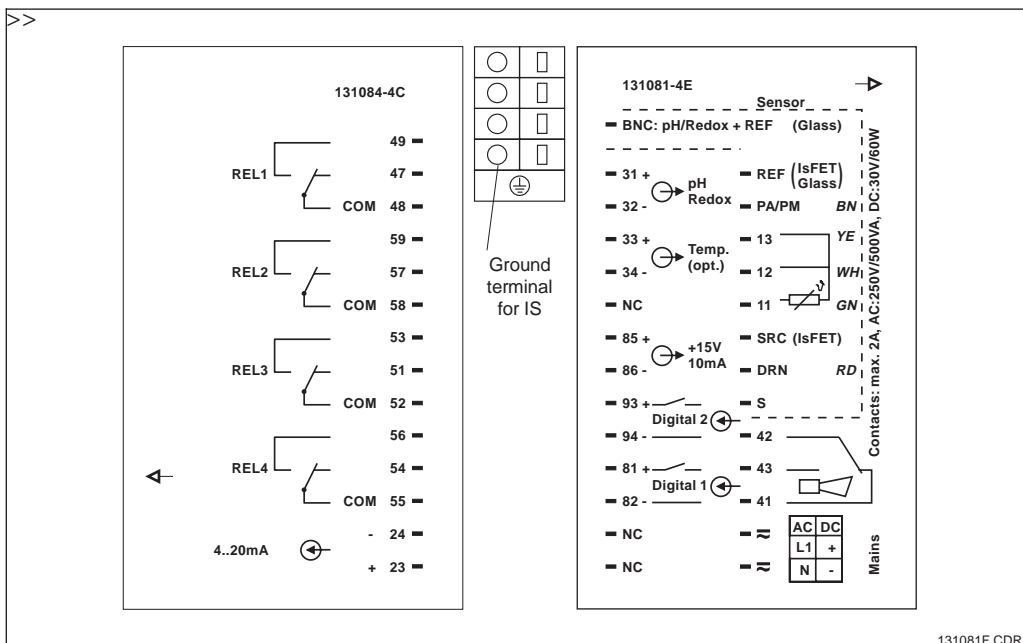 >>
131084-4C
49
REL1
47
COM 48
59
REL2
57
COM 58
53
REL3
51
COM 52
56
REL4
54
COM 55
- 24
4..20mA
+ 23
Ground
terminal
for IS
131081-4E
Sensor
BNC: pH/Redox + REF (Glass)
31 +
pH
Redox
32 -
REF (IsFET
Glass)
PA/PM BN
33 +
Temp.
(opt.)
34 -
13 YE
12 WH
NC
11 GN
85 +
+15V
10mA
86 -
SRC (IsFET)
DRN RD
93 +
S
Digital 2
94 -
42
81 +
43
Digital 1
82 -
41
NC
NC
AC DC
L1 +
N -
Mains
Contacts: max. 2A, AC:250V/500VA, DC:30V/60W
131081E.CDR